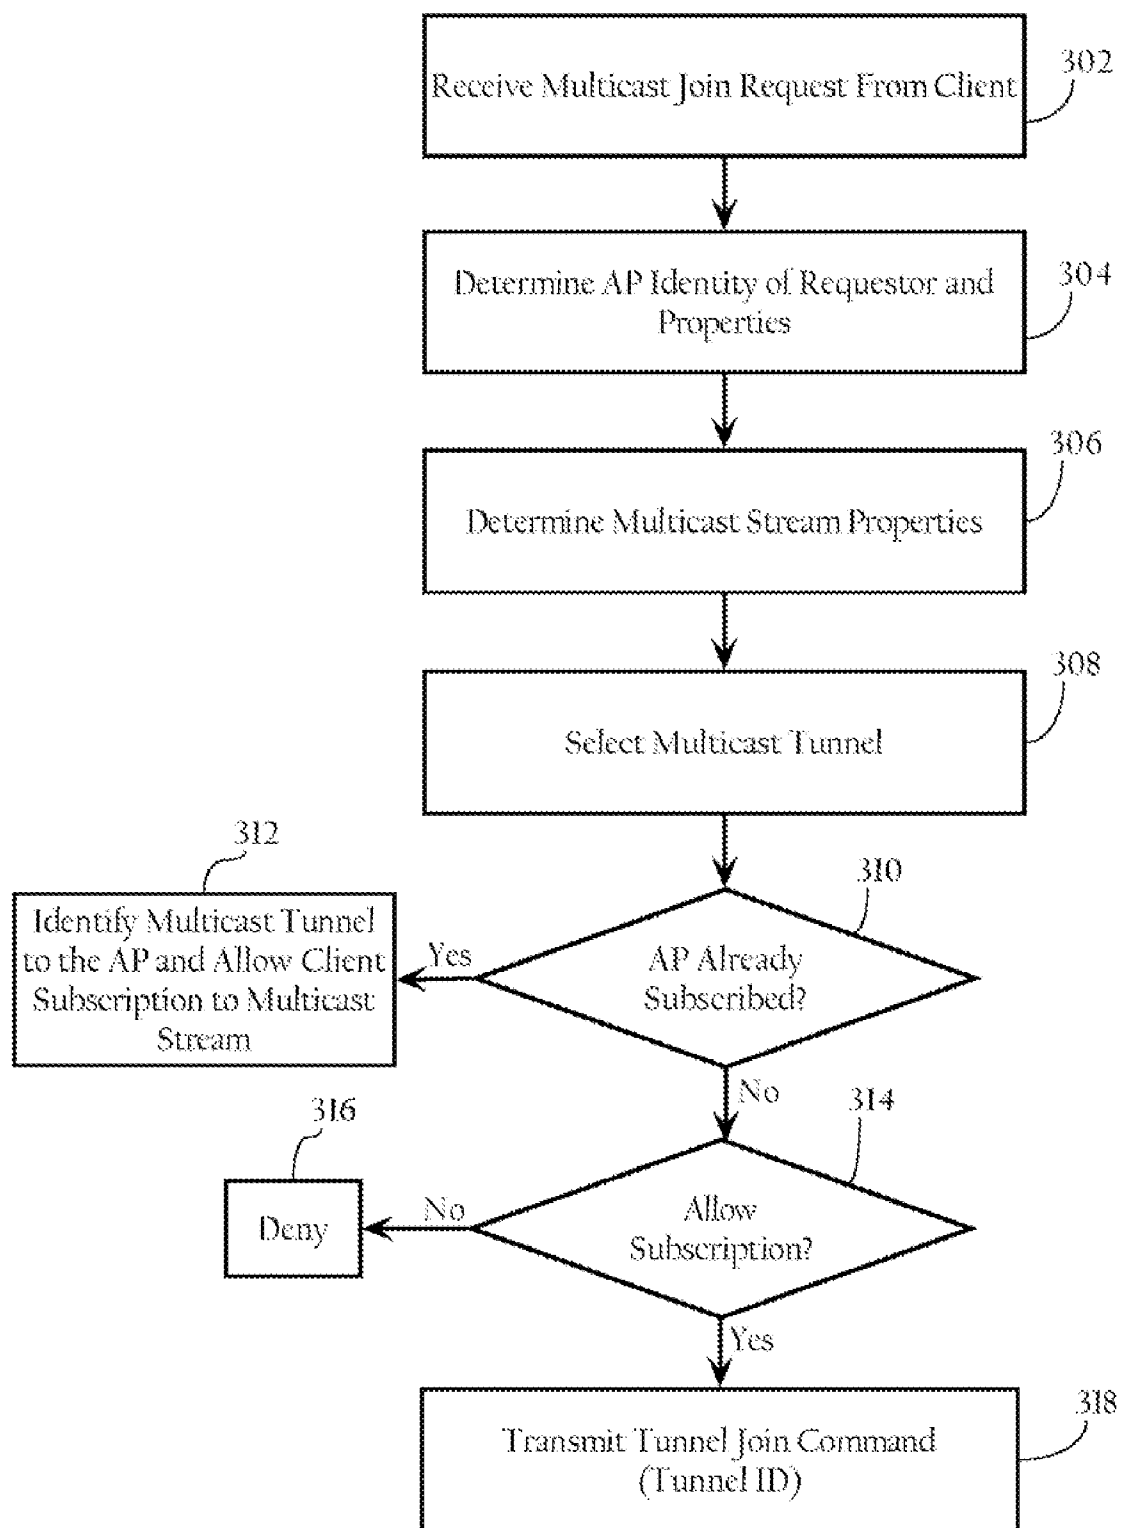 302
Receive Multicast Join Request From Client
304
Determine AP Identity of Requestor and
Properties
306
Determine Multicast Stream Properties
308
Select Multicast Tunnel
312
310
Identify Multicast Tunnel
to the AP and Allow Client
Subscription to Multicast
Stream
Yes
AP Already
Subscribed?
No
314
316
Deny
No
Allow
Subscription?
Yes
318
Transmit Tunnel Join Command
(Tunnel ID)